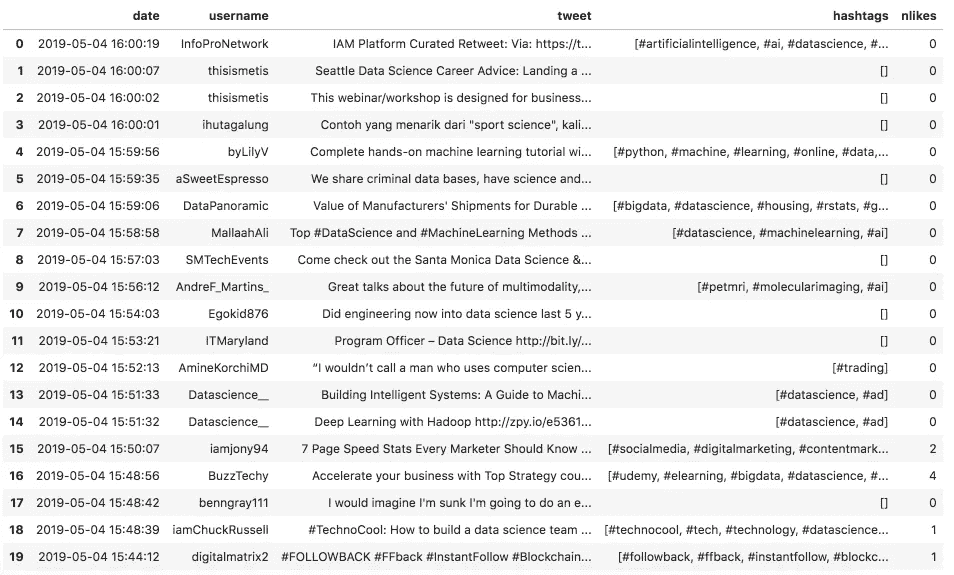 date username tweet hashtags nlikes
0 2019-05-04 16:00:19 InfoProNetwork IAM Platform Curated Retweet: Via: https://t... [#artificialintelligence, #ai, #datascience, #... 0
1 2019-05-04 16:00:07 thisismetis Seattle Data Science Career Advice: Landing a ... [] 0
2 2019-05-04 16:00:02 thisismetis This webinar/workshop is designed for business... [] 0
3 2019-05-04 16:00:01 ihutagalung Contoh yang menarik dari "sport science", kali... [] 0
4 2019-05-04 15:59:56 byLilyV Complete hands-on machine learning tutorial wi... [#python, #machine, #learning, #online, #data,... 0
5 2019-05-04 15:59:35 aSweetEspresso We share criminal data bases, have science and... [] 0
6 2019-05-04 15:59:06 DataPanoramic Value of Manufacturers' Shipments for Durable ... [#bigdata, #datascience, #housing, #rstats, #g... 0
7 2019-05-04 15:58:58 MallaahAli Top #DataScience and #MachineLearning Methods ... [#datascience, #machinelearning, #ai] 0
8 2019-05-04 15:57:03 SMTechEvents Come check out the Santa Monica Data Science &... [] 0
9 2019-05-04 15:56:12 AndreF_Martins_ Great talks about the future of multimodality,... [#petmri, #molecularimaging, #ai] 0
10 2019-05-04 15:54:03 Egokid876 Did engineering now into data science last 5 y... [] 0
11 2019-05-04 15:53:21 ITMaryland Program Officer – Data Science http://bit.ly/... [] 0
12 2019-05-04 15:52:13 AmineKorchiMD “I wouldn’t call a man who uses computer scien... [#trading] 0
13 2019-05-04 15:51:33 Datascience__ Building Intelligent Systems: A Guide to Machi... [#datascience, #ad] 0
14 2019-05-04 15:51:32 Datascience__ Deep Learning with Hadoop http://zpy.io/e5361... [#datascience, #ad] 0
15 2019-05-04 15:50:07 iamjony94 7 Page Speed Stats Every Marketer Should Know ... [#socialmedia, #digitalmarketing, #contentmark... 2
16 2019-05-04 15:48:56 BuzzTechy Accelerate your business with Top Strategy cou... [#udemy, #elearning, #bigdata, #datascience, #... 4
17 2019-05-04 15:48:42 benngray111 I would imagine I'm sunk I'm going to do an e... [] 0
18 2019-05-04 15:48:39 iamChuckRussell #TechnoCool: How to build a data science team ... [#technocool, #tech, #technology, #datascience... 1
19 2019-05-04 15:44:12 digitalmatrix2 #FOLLOWBACK #FFback #InstantFollow #Blockchain... [#followback, #ffback, #instantfollow, #blockc... 1